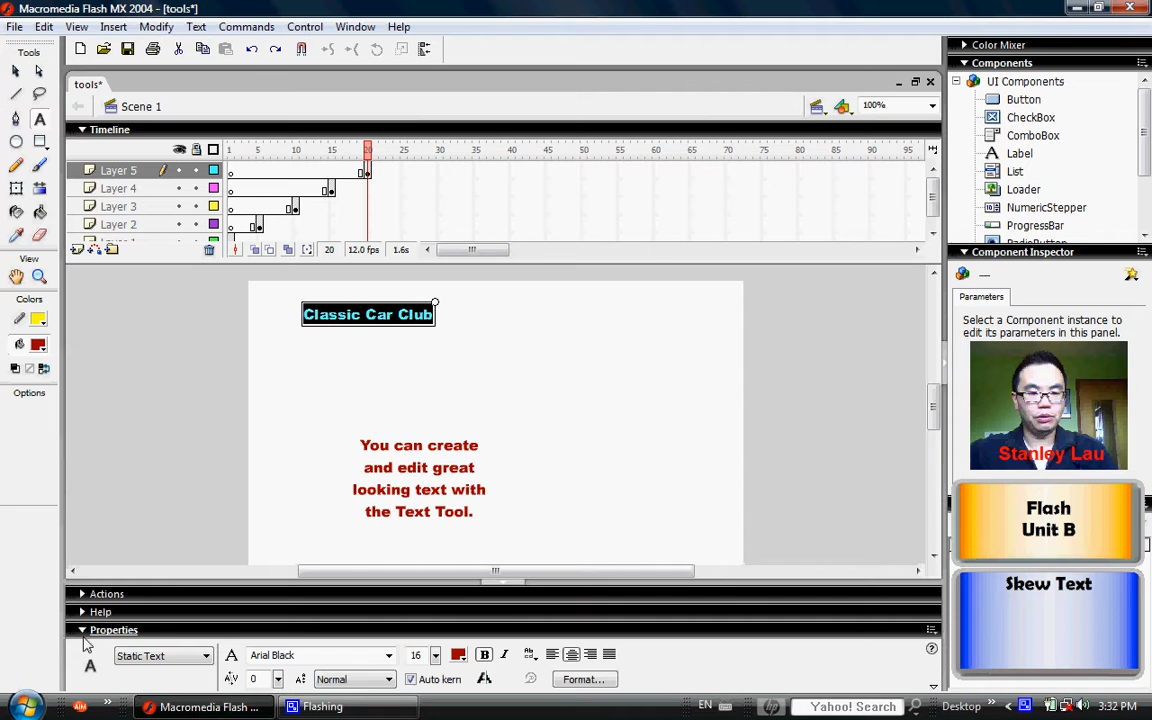 Macromedia Flash MX 2004 - [tools*]
File Edit View Insert Modify Text Commands Control Window Help
Tools
View
Colors
Options
tools*
Scene 1
100%
Timeline
1 5 10 15 20 25 30 35 40 45 50 55 60 65 70 75 80 85 90 95
Layer 5
Layer 4
Layer 3
Layer 2
20 12.0 fps 1.6s
Classic Car Club
You can create
and edit great
looking text with
the Text Tool.
Actions
Help
Properties
Static Text A Arial Black 16 B I
A 0 Normal Auto kern Format...
Color Mixer
Components
UI Components
Button
CheckBox
ComboBox
Label
List
Loader
NumericStepper
ProgressBar
RadioButton
Component Inspector
Parameters
Select a Component instance to
edit its parameters in this panel.
Stanley Lau
Flash
Unit B
Skew Text
Macromedia Flash ... Flashing EN Yahoo! Search Desktop 3:32 PM